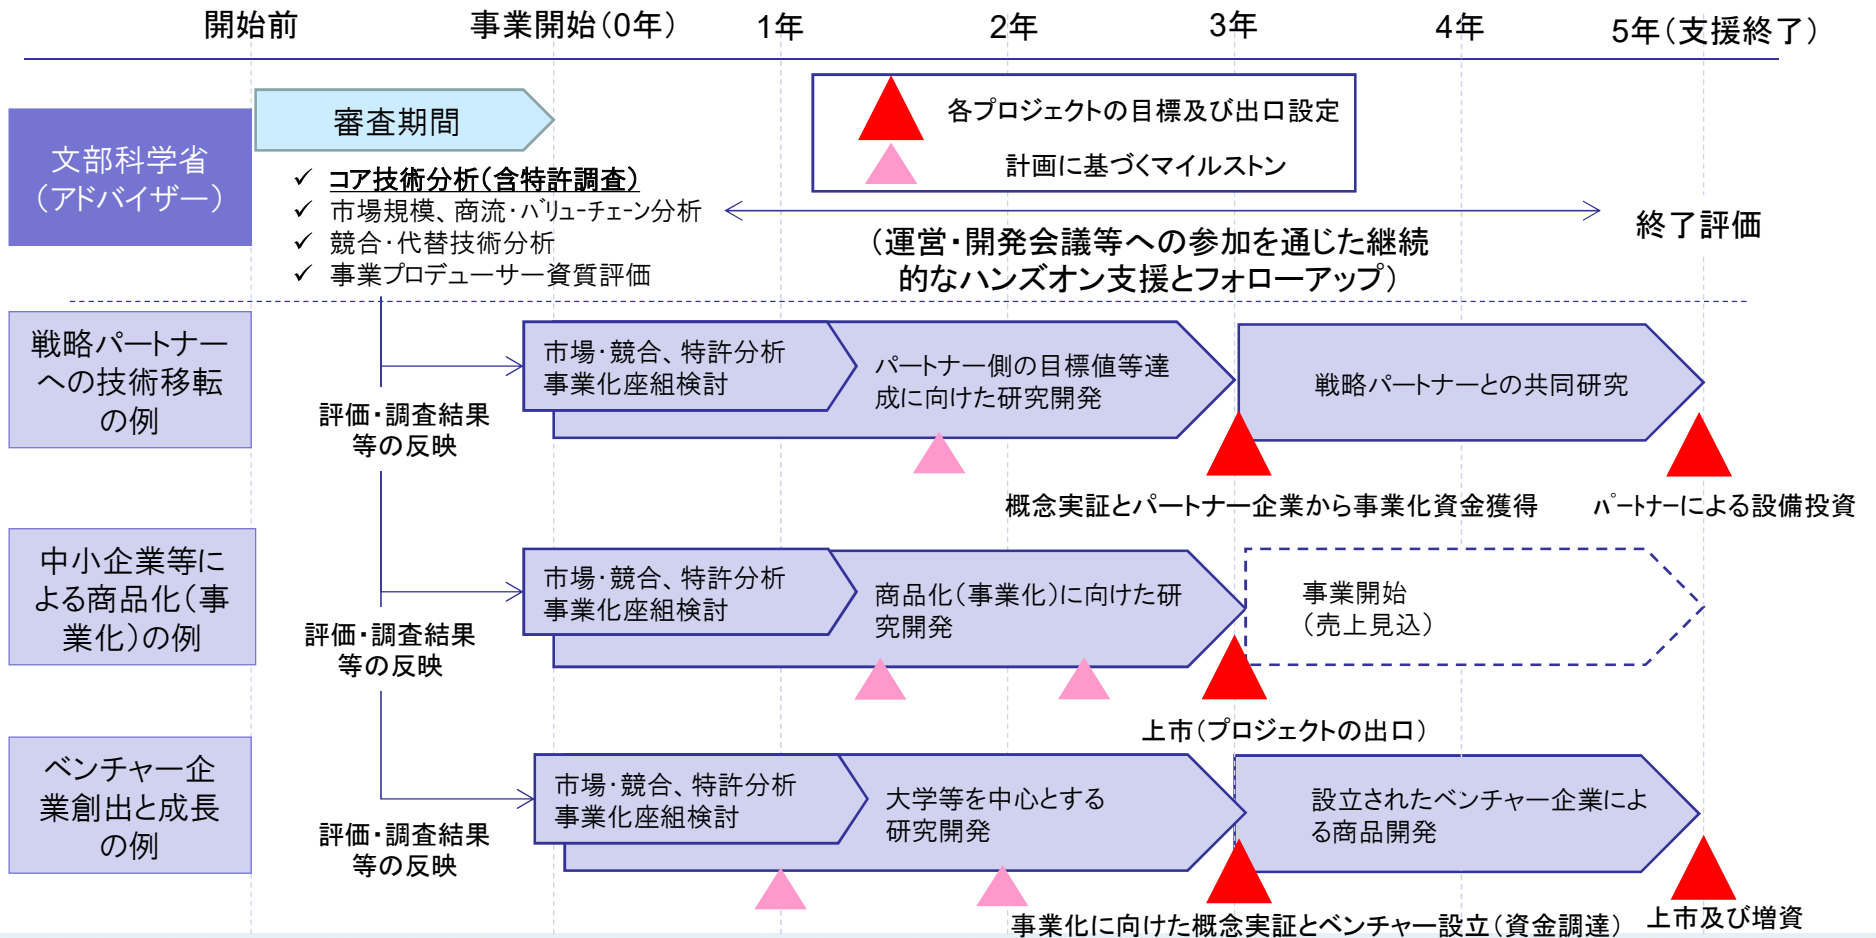 開始前
事業開始（0年）
1年
2年
3年
4年
5年（支援終了）
文部科学省
（アドバイザー）
審査期間
✓ コア技術分析（含特許調査）
✓ 市場規模、商流・バリューチェーン分析
✓ 競合・代替技術分析
✓ 事業プロデューサー資質評価
各プロジェクトの目標及び出口設定
計画に基づくマイルストン
（運営・開発会議等への参加を通じた継続
的なハンズオン支援とフォローアップ）
終了評価
戦略パートナー
への技術移転
の例
評価・調査結果
等の反映
市場・競合、特許分析
事業化座組検討
パートナー側の目標値等達
成に向けた研究開発
戦略パートナーとの共同研究
概念実証とパートナー企業から事業化資金獲得
パートナーによる設備投資
中小企業等に
よる商品化（事
業化）の例
評価・調査結果
等の反映
市場・競合、特許分析
事業化座組検討
商品化（事業化）に向けた研
究開発
事業開始
（売上見込）
上市（プロジェクトの出口）
ベンチャー企
業創出と成長
の例
評価・調査結果
等の反映
市場・競合、特許分析
事業化座組検討
大学等を中心とする
研究開発
設立されたベンチャー企業によ
る商品開発
事業化に向けた概念実証とベンチャー設立（資金調達）
上市及び増資